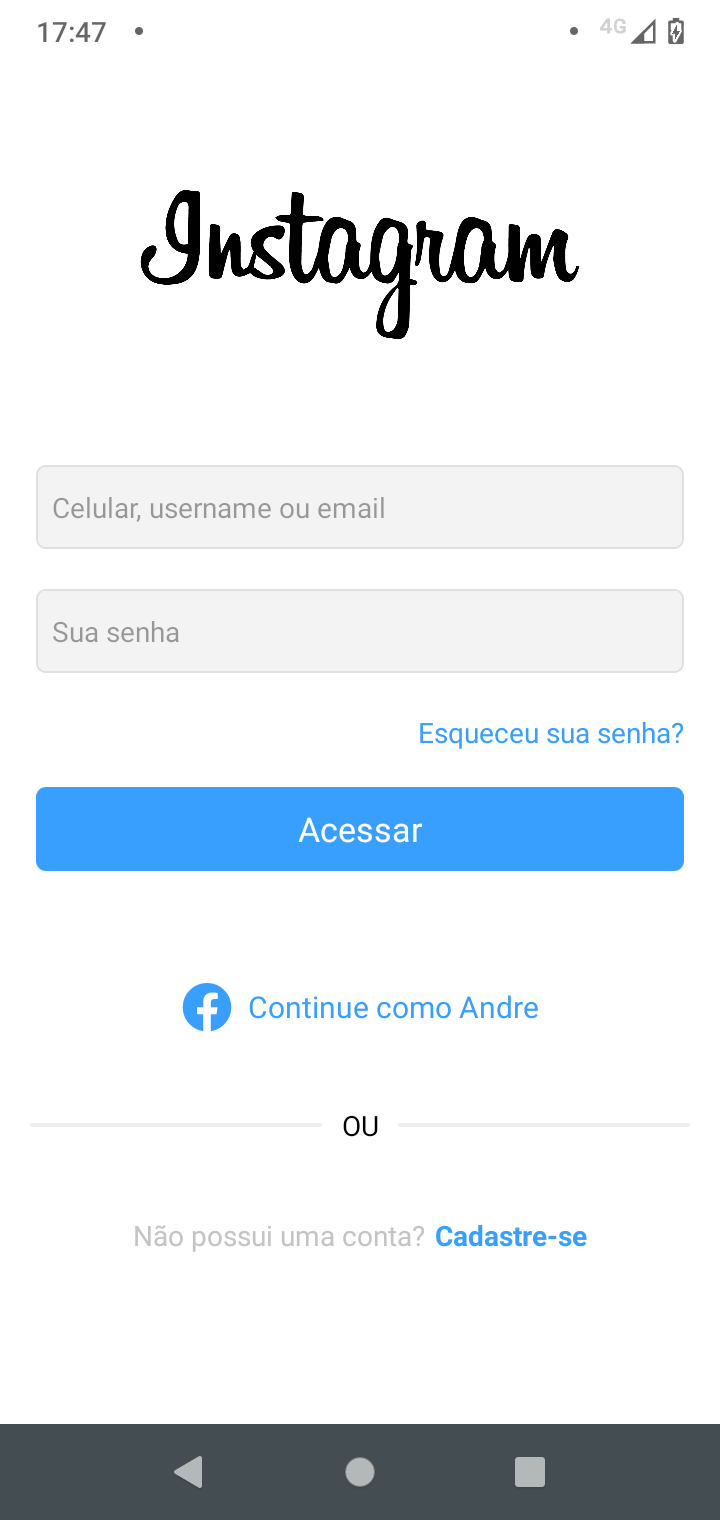 17:47
4G
Instagram
Celular, username ou email
Sua senha
Esqueceu sua senha?
Acessar
Continue como Andre
OU
Não possui uma conta? Cadastre-se